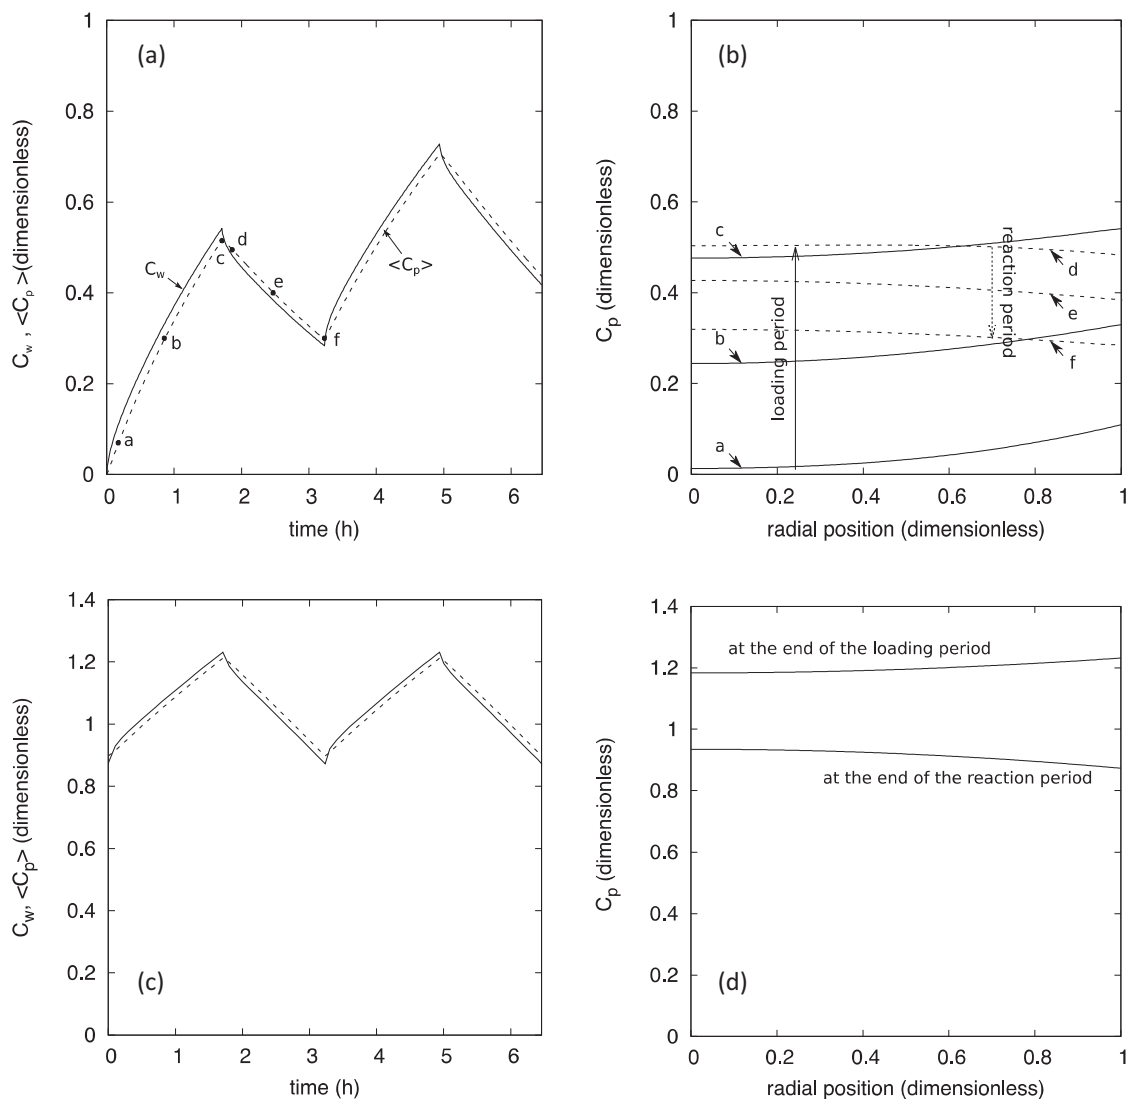 (a)
1
0.8
0.6
0.4
0.2
0
C_w , <C_p >(dimensionless)
C_w
<C_p>
a
b
c
d
e
f
0 1 2 3 4 5 6
time (h)
(b)
1
0.8
0.6
0.4
0.2
0
C_p (dimensionless)
c
b
a
d
e
f
loading period
reaction period
0 0.2 0.4 0.6 0.8 1
radial position (dimensionless)
1.4
1.2
1
0.8
0.6
0.4
0.2
0
C_w, <C_p> (dimensionless)
(c)
0 1 2 3 4 5 6
time (h)
1.4
1.2
1
0.8
0.6
0.4
0.2
0
C_p (dimensionless)
at the end of the loading period
at the end of the reaction period
(d)
0 0.2 0.4 0.6 0.8 1
radial position (dimensionless)